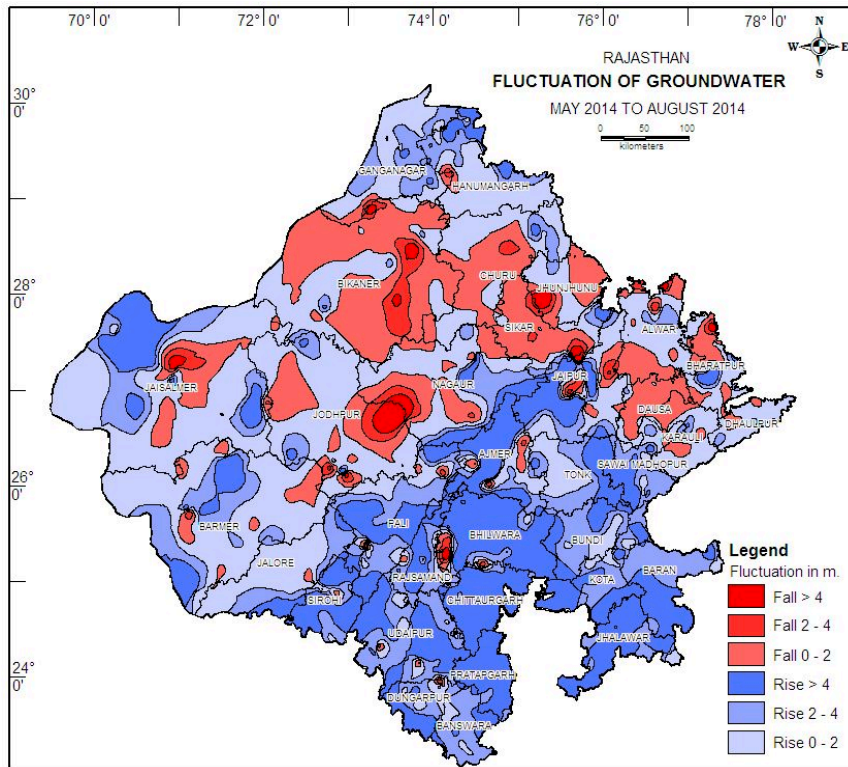 70° 0'
72° 0'
74° 0'
76° 0'
78° 0'
N
W E
S
RAJASTHAN
FLUCTUATION OF GROUNDWATER
MAY 2014 TO AUGUST 2014
0 50 100
kilometers
30°
0'
GANGANAGAR
HANUMANGARH
28°
0'
BIKANER
CHURU
JHUNJHUNU
SIKAR
ALWAR
BHARATPUR
JAISALMER
JODHPUR
NAGAUR
JAIPUR
DAUSA
KARAULI
DHAULPUR
26°
0'
AJMER
TONK
SAWAI MADHOPUR
BARMER
PALI
BHILWARA
BUNDI
JALORE
RAJSAMAND
KOTA
BARAN
SIROHI
CHITTAURGARH
UDAIPUR
JHALAWAR
24°
0'
PRATAPGARH
DUNGARPUR
BANSWARA
Legend
Fluctuation in m.
Fall > 4
Fall 2 - 4
Fall 0 - 2
Rise > 4
Rise 2 - 4
Rise 0 - 2